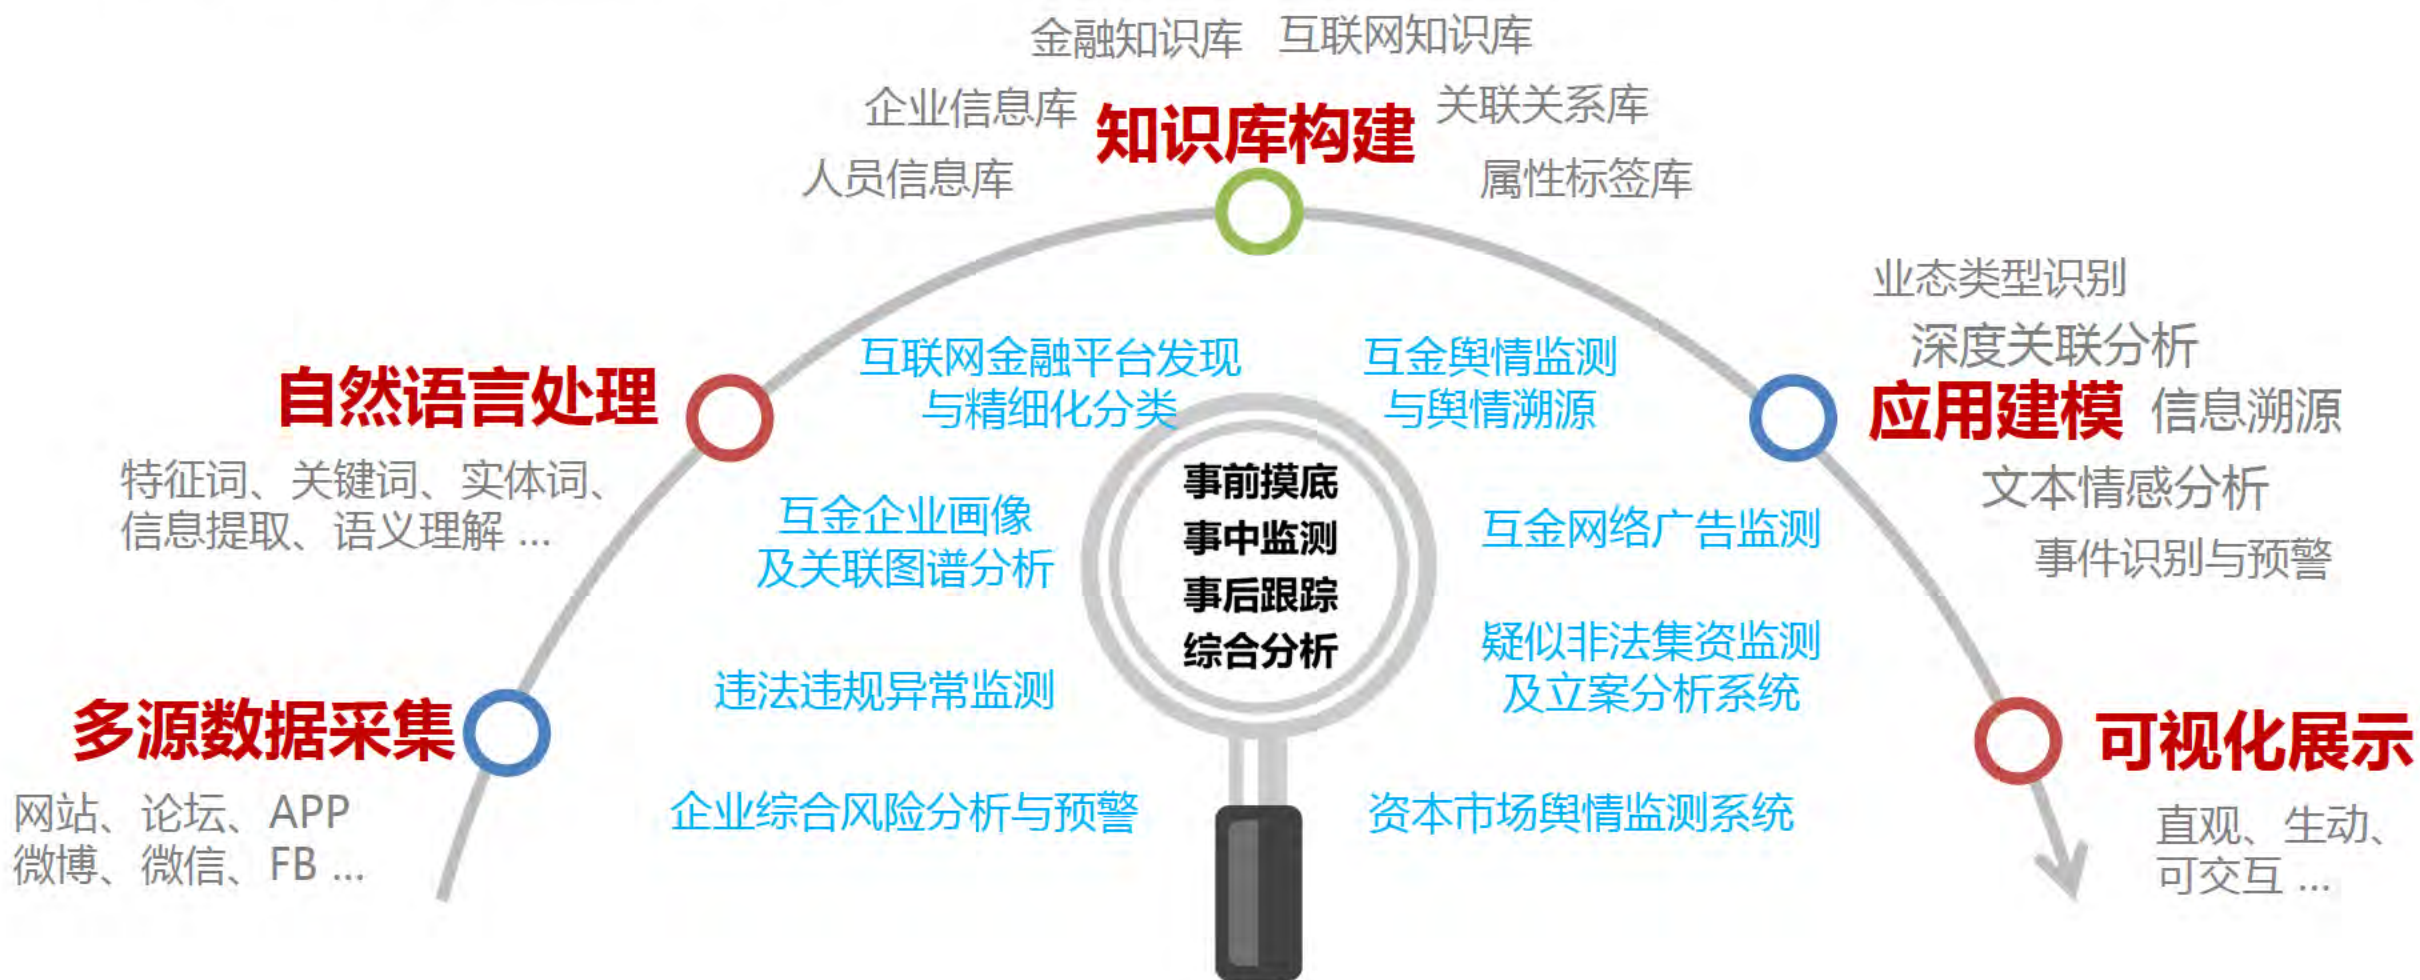 金融知识库 互联网知识库
企业信息库 知识库构建 关联关系库
人员信息库 属性标签库
业态类型识别
深度关联分析
应用建模 信息溯源
文本情感分析
事件识别与预警
自然语言处理
特征词、关键词、实体词、
信息提取、语义理解 ...
互联网金融平台发现
与精细化分类
互金舆情监测
与舆情溯源
互金企业画像
及关联图谱分析
事前摸底
事中监测
事后跟踪
综合分析
互金网络广告监测
违法违规异常监测
疑似非法集资监测
及立案分析系统
企业综合风险分析与预警
资本市场舆情监测系统
多源数据采集
网站、论坛、APP
微博、微信、FB ...
可视化展示
直观、生动、
可交互 ...